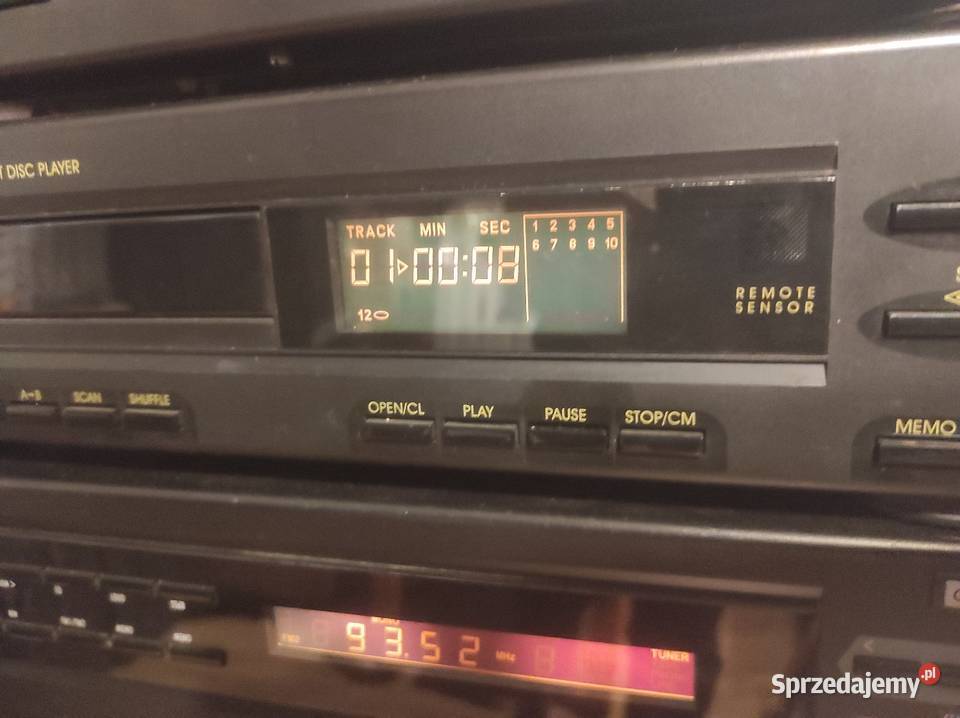 T DISC PLAYER
TRACK MIN SEC
01 00:08
1 2 3 4 5
6 7 8 9 10
12
REMOTE
SENSOR
A B SCAN SHUFFLE
OPEN/CL PLAY PAUSE STOP/CM
MEMO
93.52 MHz
TUNER
Sprzedajemy.pl